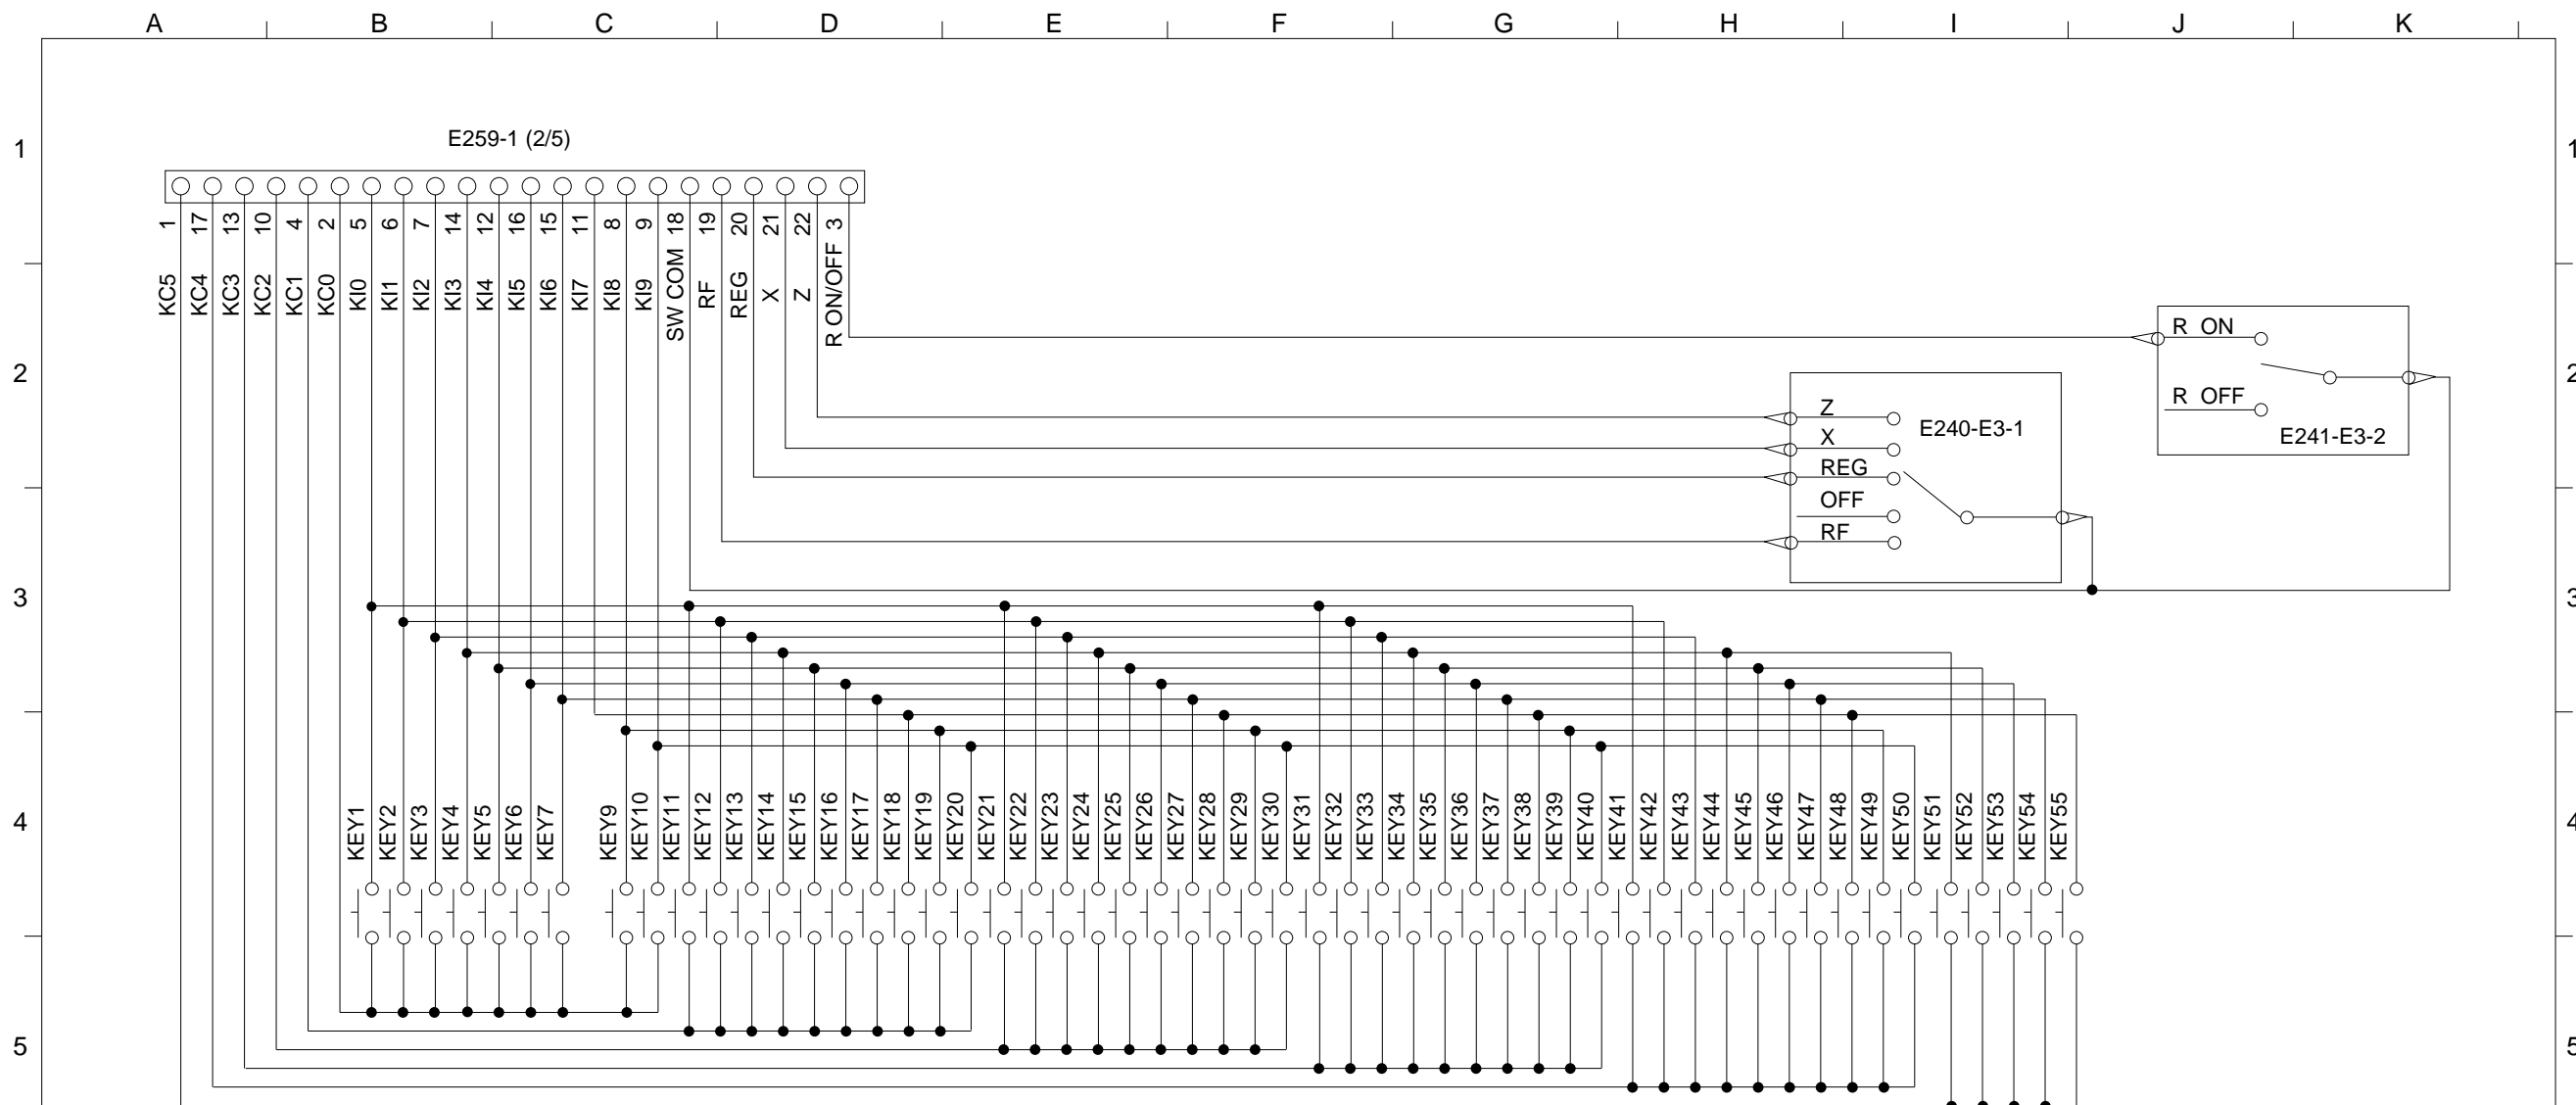 A B C D E F G H I J K
1 1
E259-1 (2/5)
1 17 13 10 4 2 5 6 7 14 12 16 15 11 8 9 18 19 20 21 22 3
KC5 KC4 KC3 KC2 KC1 KC0 KI0 KI1 KI2 KI3 KI4 KI5 KI6 KI7 KI8 KI9 SW COM RF REG X Z R ON/OFF
R ON
2 2
R OFF
E241-E3-2
Z
E240-E3-1
X
REG
OFF
RF
3 3
KEY1 KEY2 KEY3 KEY4 KEY5 KEY6 KEY7 KEY9 KEY10 KEY11 KEY12 KEY13 KEY14 KEY15 KEY16 KEY17 KEY18 KEY19 KEY20 KEY21 KEY22 KEY23 KEY24 KEY25 KEY26 KEY27 KEY28 KEY29 KEY30 KEY31 KEY32 KEY33 KEY34 KEY35 KEY36 KEY37 KEY38 KEY39 KEY40 KEY41 KEY42 KEY43 KEY44 KEY45 KEY46 KEY47 KEY48 KEY49 KEY50 KEY51 KEY52 KEY53 KEY54 KEY55
4 4
5 5